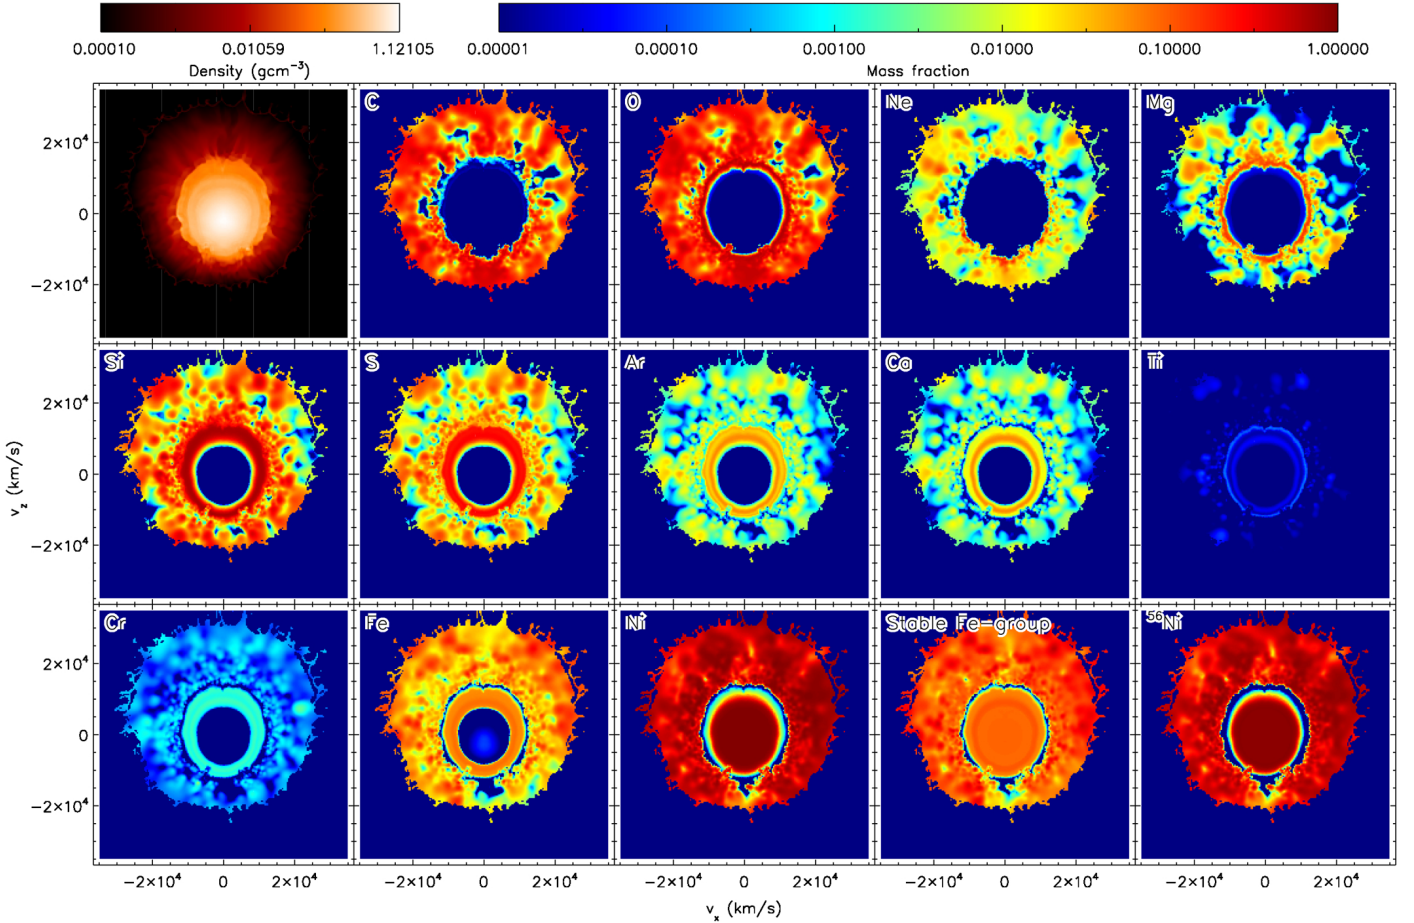 0.00010 0.01059 1.12105
Density (gcm⁻³)
0.00001 0.00010 0.00100 0.01000 0.10000 1.00000
Mass fraction
C O Ne Mg
2×10⁴
0
−2×10⁴
Si S Ar Ca Ti
2×10⁴
0
−2×10⁴
v_z (km/s)
Cr Fe Ni Stable Fe-group ⁵⁶Ni
2×10⁴
0
−2×10⁴
−2×10⁴ 0 2×10⁴ −2×10⁴ 0 2×10⁴ −2×10⁴ 0 2×10⁴ −2×10⁴ 0 2×10⁴ −2×10⁴ 0 2×10⁴
v_x (km/s)